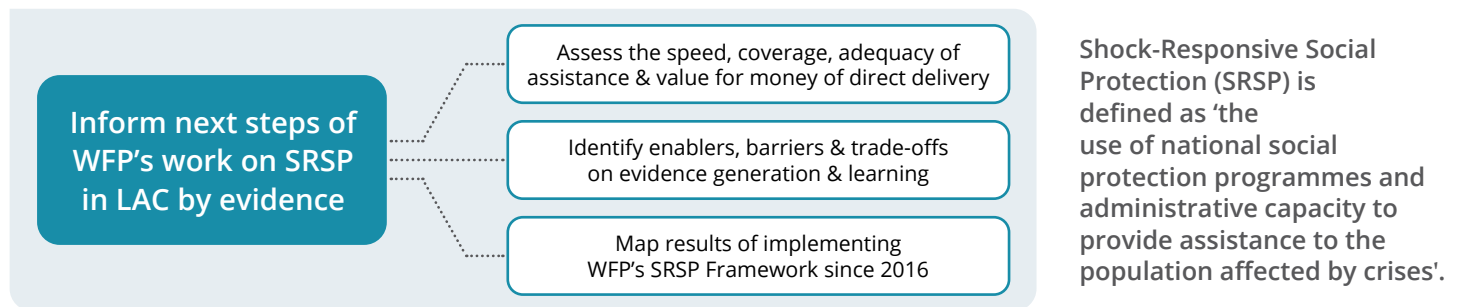 Inform next steps of
WFP's work on SRSP
in LAC by evidence
Assess the speed, coverage, adequacy of
assistance & value for money of direct delivery
Identify enablers, barriers & trade-offs
on evidence generation & learning
Map results of implementing
WFP's SRSP Framework since 2016
Shock-Responsive Social
Protection (SRSP) is
defined as ‘the
use of national social
protection programmes and
administrative capacity to
provide assistance to the
population affected by crises'.